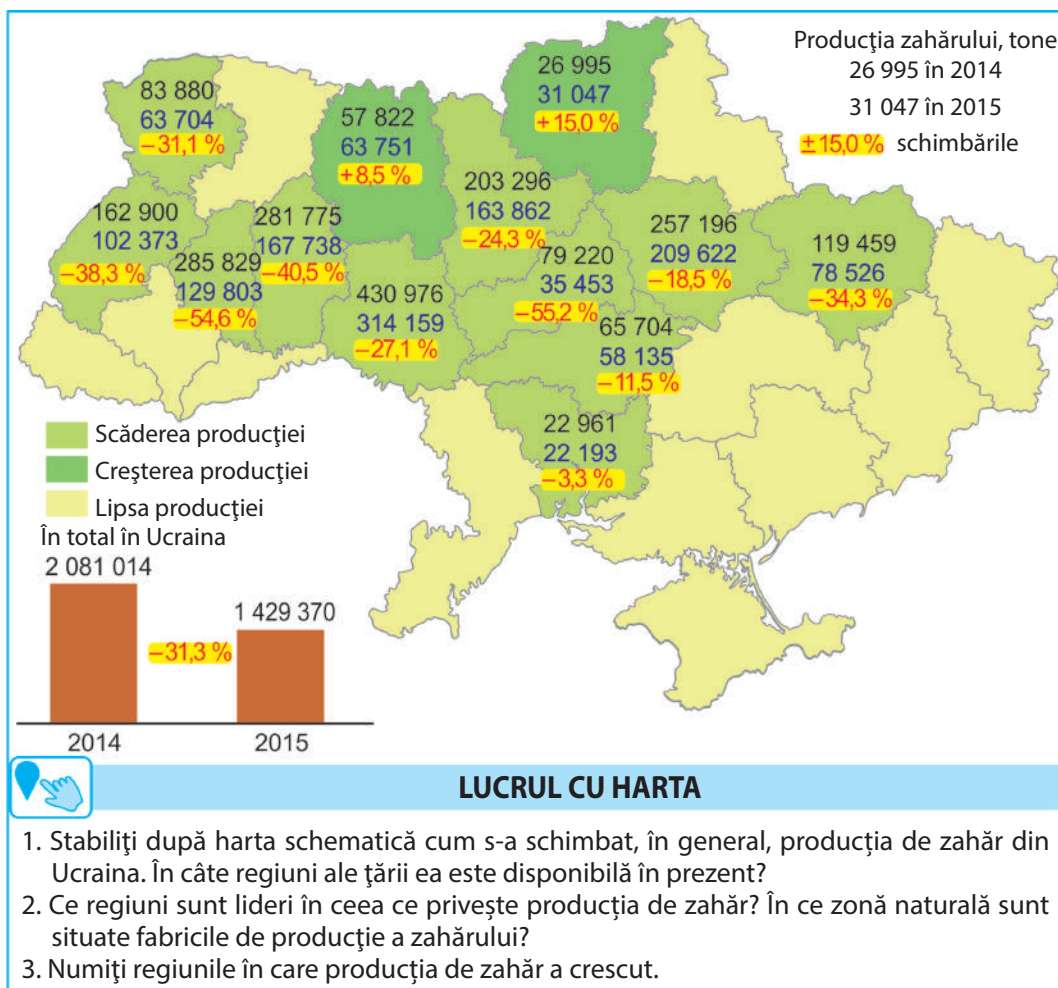 Producţia zahărului, tone
26 995 în 2014
31 047 în 2015
±15,0 % schimbările
83 880
63 704
–31,1 %
57 822
63 751
+8,5 %
26 995
31 047
+15,0 %
203 296
163 862
–24,3 %
162 900
102 373
–38,3 %
285 829
129 803
–54,6 %
281 775
167 738
–40,5 %
430 976
314 159
–27,1 %
79 220
35 453
–55,2 %
257 196
209 622
–18,5 %
119 459
78 526
–34,3 %
65 704
58 135
–11,5 %
22 961
22 193
–3,3 %
Scăderea producţiei
Creşterea producţiei
Lipsa producţiei
În total în Ucraina
2 081 014
–31,3 %
1 429 370
2014
2015
LUCRUL CU HARTA
1. Stabiliţi după harta schematică cum s-a schimbat, în general, producția de zahăr din
Ucraina. În câte regiuni ale ţării ea este disponibilă în prezent?
2. Ce regiuni sunt lideri în ceea ce privește producția de zahăr? În ce zonă naturală sunt
situate fabricile de producție a zahărului?
3. Numiţi regiunile în care producția de zahăr a crescut.